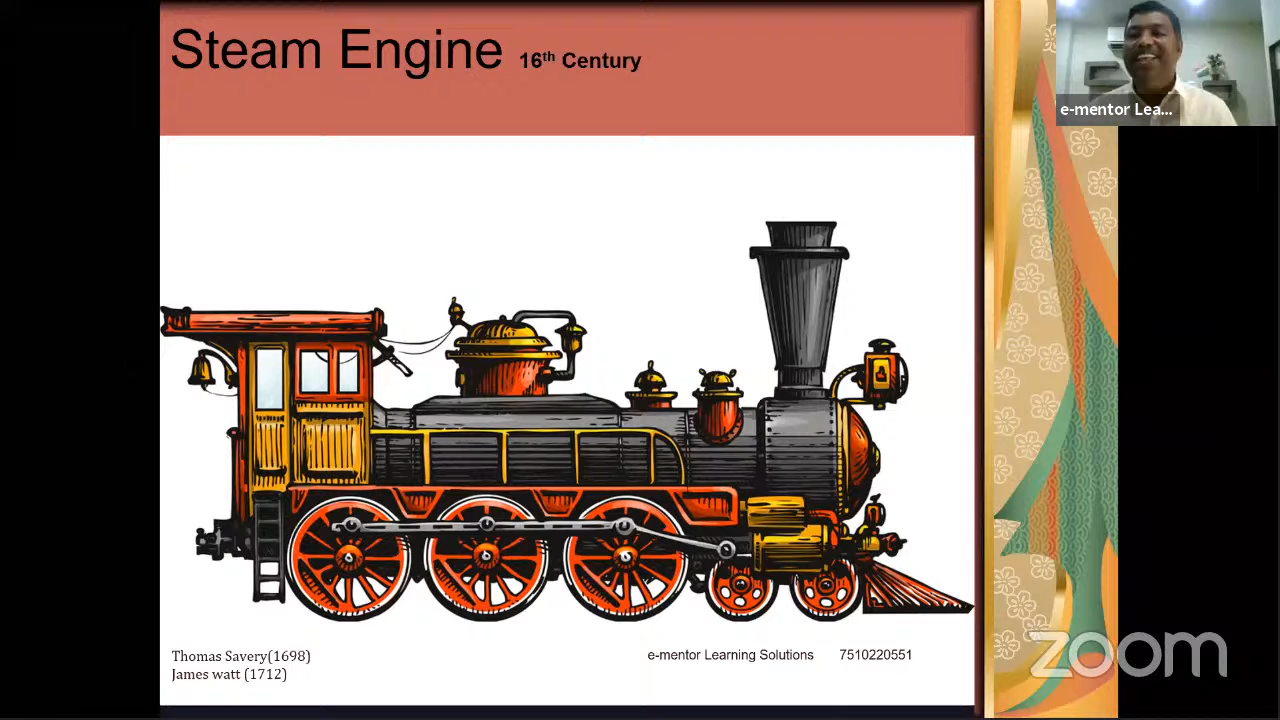 Steam Engine 16th Century
e-mentor Lea...
Thomas Savery(1698)
James watt (1712)
e-mentor Learning Solutions 7510220551
zoom